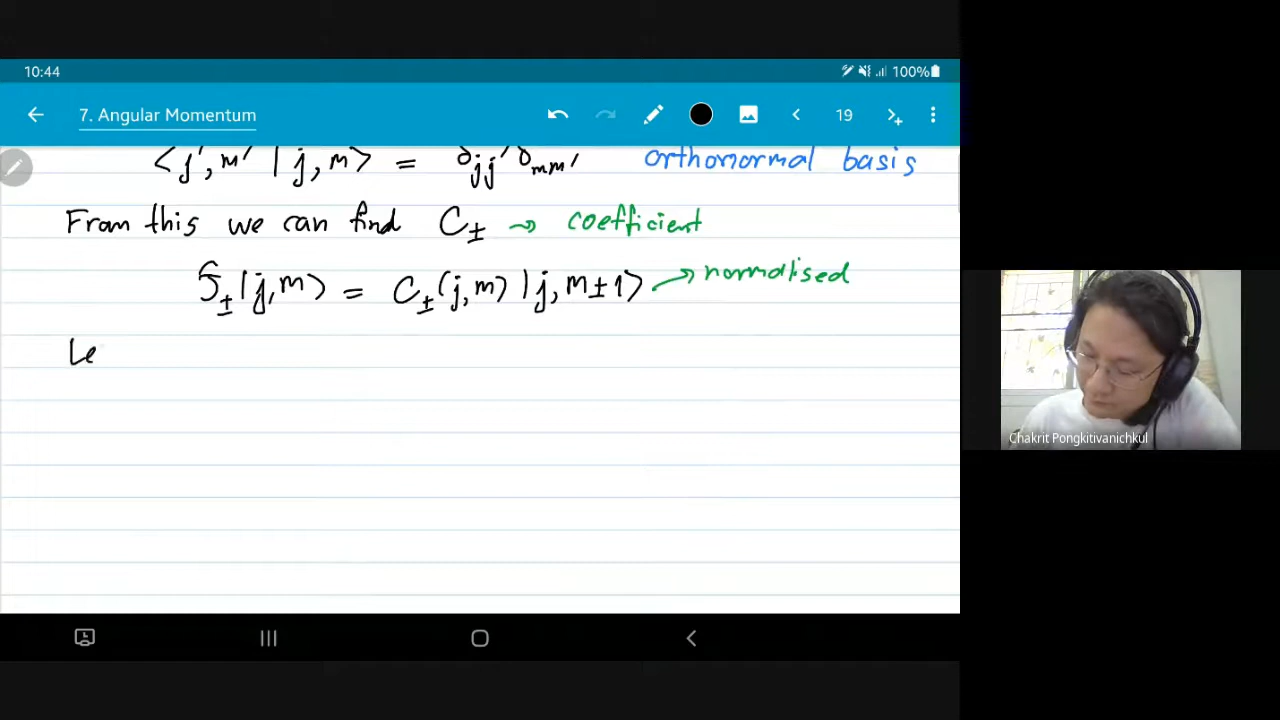 10:44 100%
7. Angular Momentum 19
<j', m' | j, m> = δjj' δmm' orthonormal basis
From this we can find C± → coefficient
Ĵ± |j, m> = C± (j, m) |j, m±1> → normalised
Le
Chakrit Pongkitivanichkul